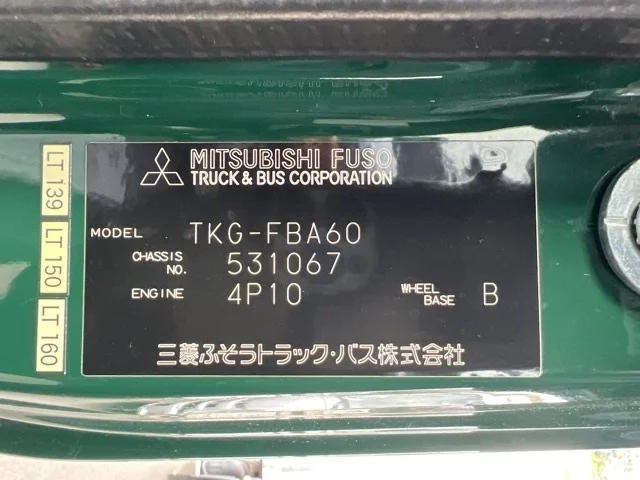 MITSUBISHI FUSO
TRUCK & BUS CORPORATION
MODEL TKG-FBA60
CHASSIS NO. 531067
ENGINE 4P10 WHEEL BASE B
三菱ふそうトラック・バス株式会社
LT 139
LT 150
LT 160